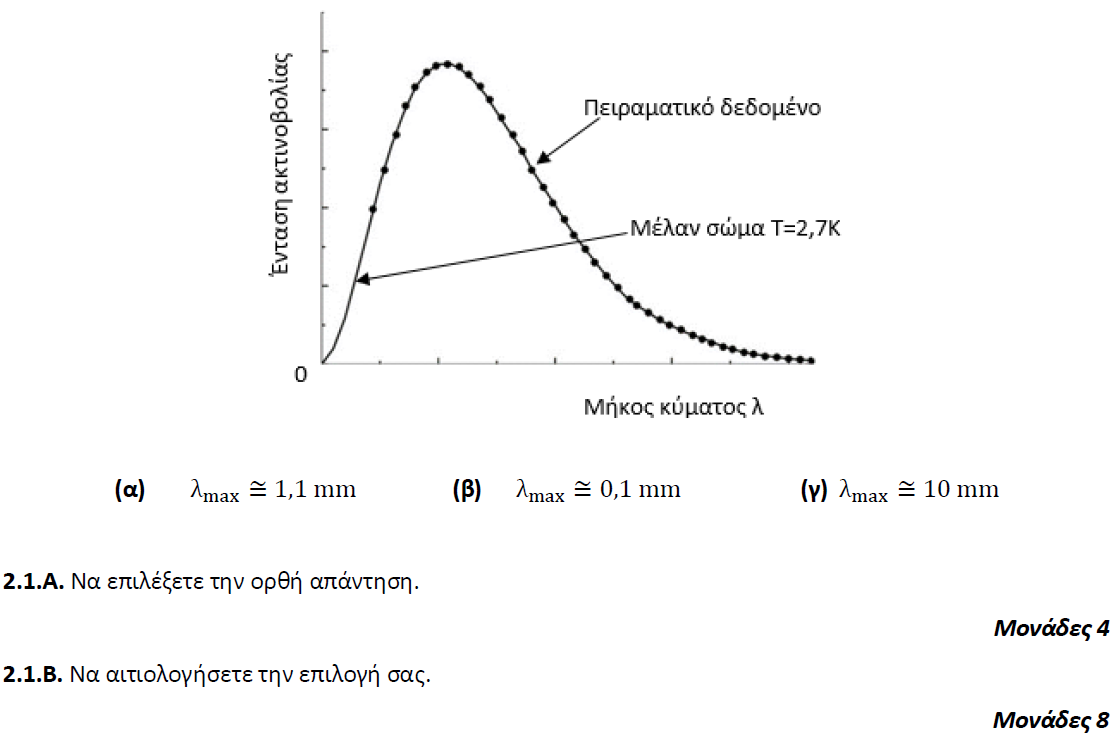 Ένταση ακτινοβολίας
Πειραματικό δεδομένο
Μέλαν σώμα Τ=2,7Κ
0
Μήκος κύματος λ
(α) λmax ≅ 1,1 mm (β) λmax ≅ 0,1 mm (γ) λmax ≅ 10 mm
2.1.Α. Να επιλέξετε την ορθή απάντηση.
Μονάδες 4
2.1.Β. Να αιτιολογήσετε την επιλογή σας.
Μονάδες 8